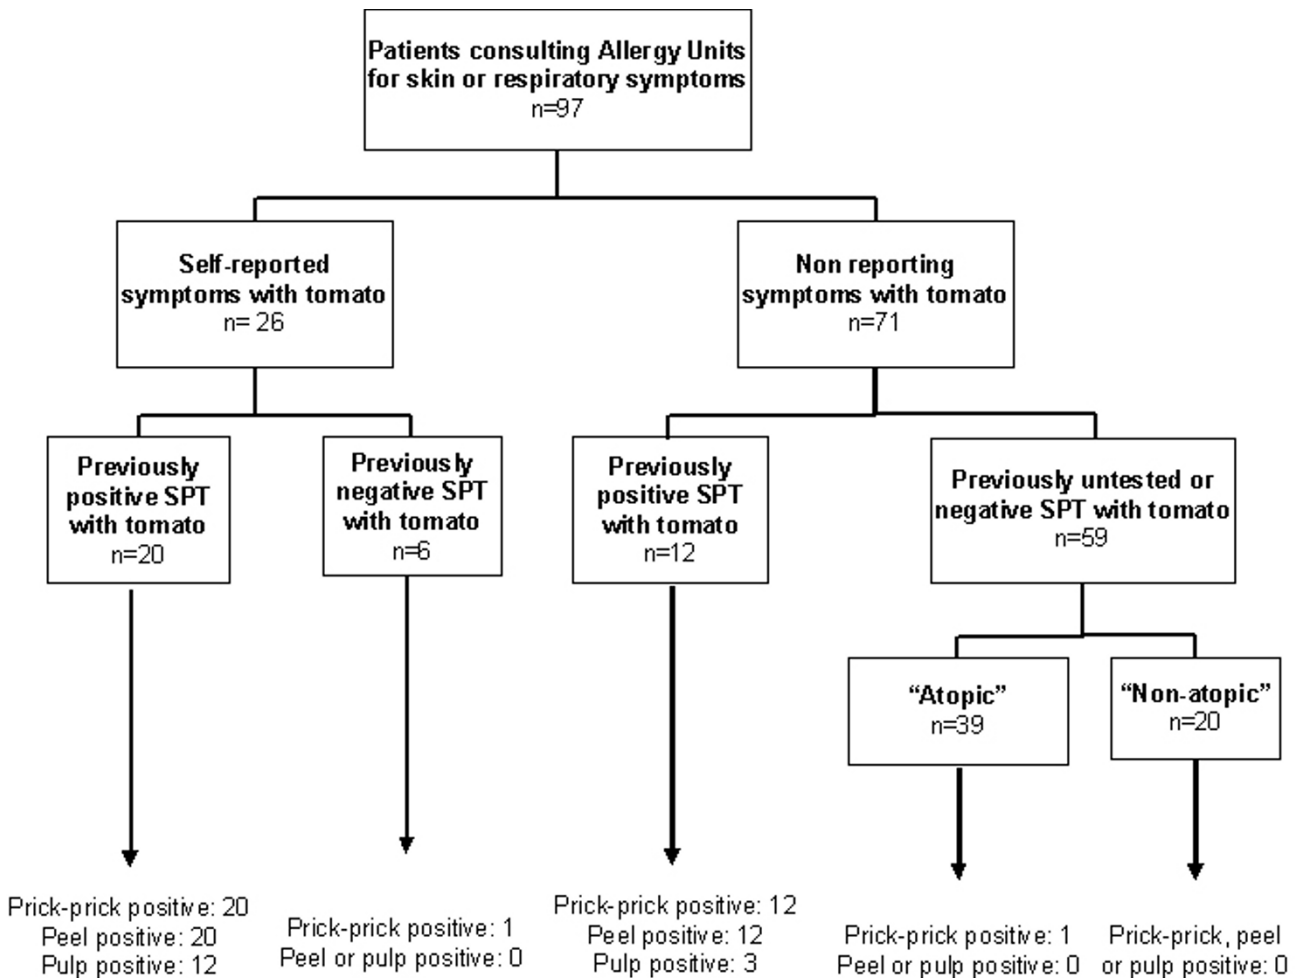 Patients consulting Allergy Units
for skin or respiratory symptoms
n=97
Self-reported
symptoms with tomato
n= 26
Non reporting
symptoms with tomato
n=71
Previously
positive SPT
with tomato
n=20
Previously
negative SPT
with tomato
n=6
Previously
positive SPT
with tomato
n=12
Previously untested or
negative SPT with tomato
n=59
“Atopic”
n=39
“Non-atopic”
n=20
Prick-prick positive: 20
Peel positive: 20
Pulp positive: 12
Prick-prick positive: 1
Peel or pulp positive: 0
Prick-prick positive: 12
Peel positive: 12
Pulp positive: 3
Prick-prick positive: 1
Peel or pulp positive: 0
Prick-prick, peel
or pulp positive: 0